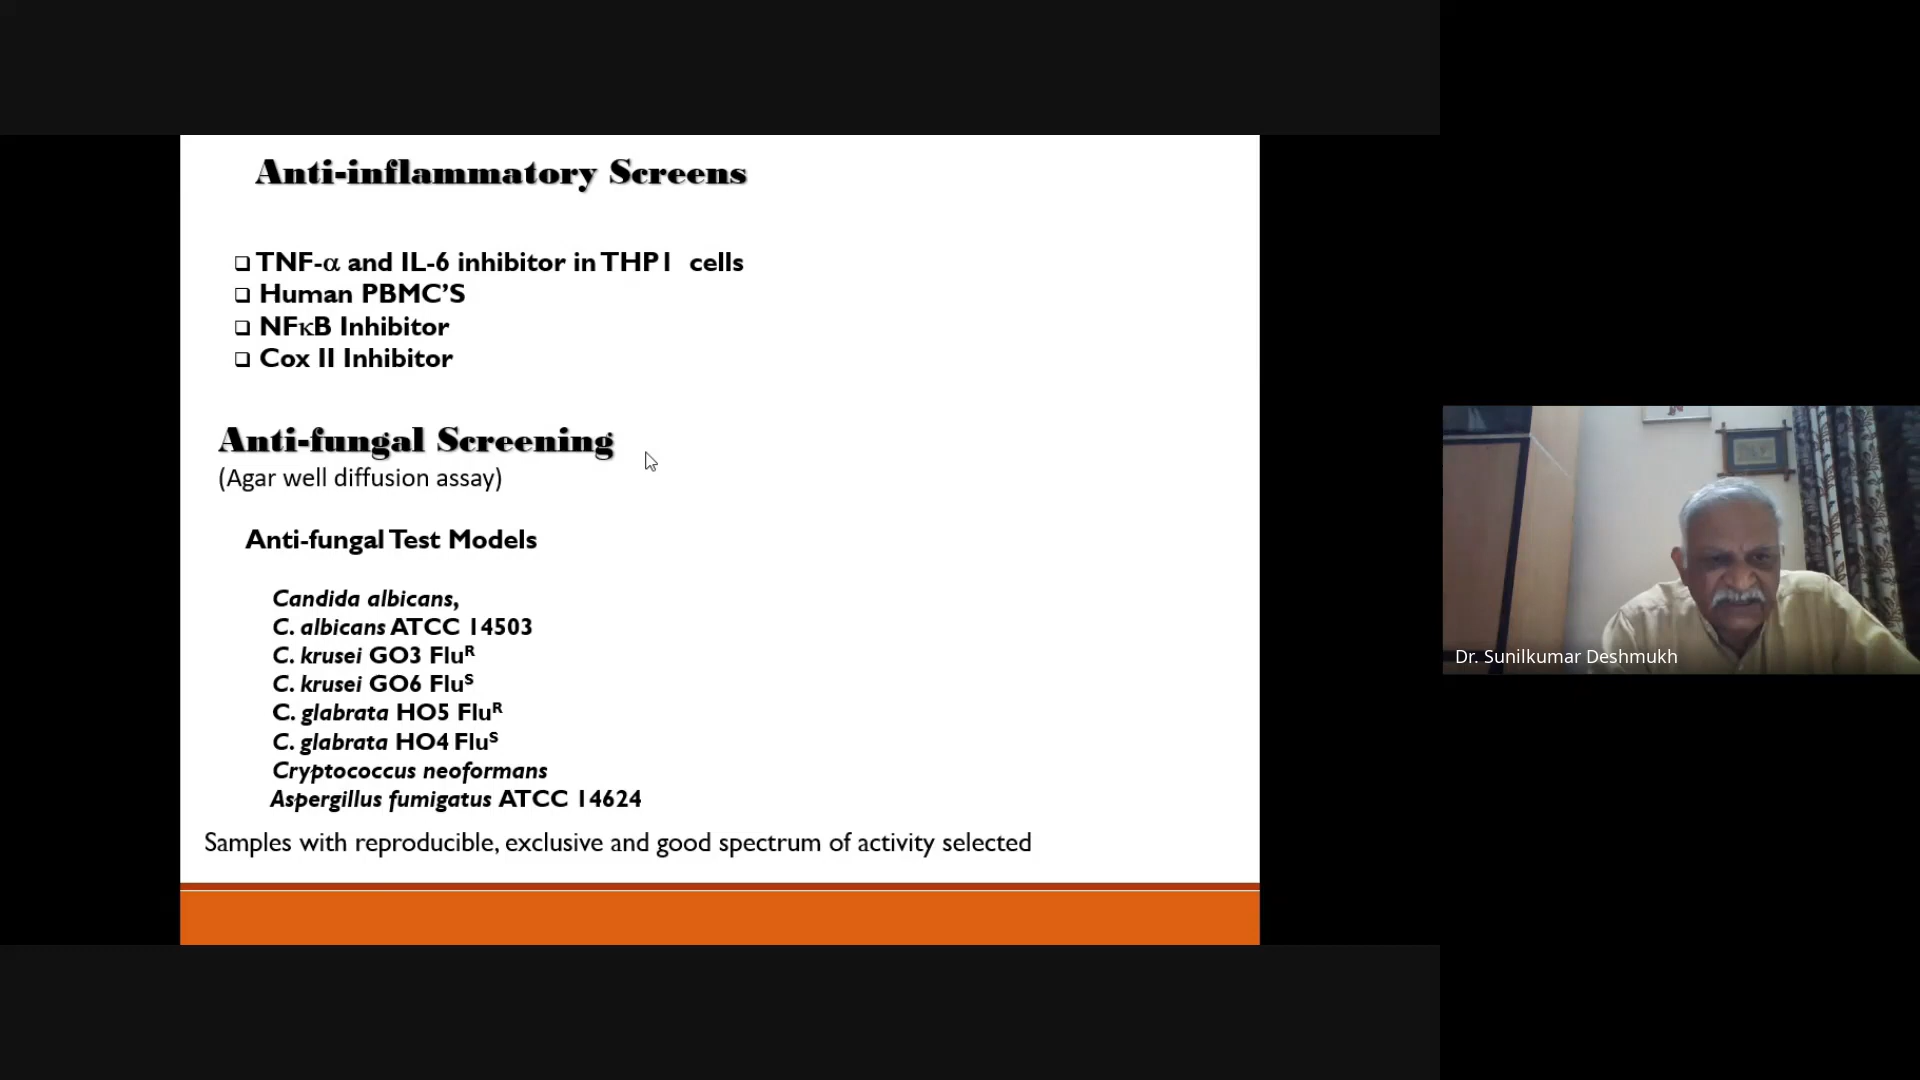 Anti-inflammatory Screens
❑ TNF-α and IL-6 inhibitor in THP1 cells
❑ Human PBMC’S
❑ NFκB Inhibitor
❑ Cox II Inhibitor
Anti-fungal Screening
(Agar well diffusion assay)
Anti-fungal Test Models
Candida albicans,
C. albicans ATCC 14503
C. krusei GO3 Fluᴿ
C. krusei GO6 Fluˢ
C. glabrata HO5 Fluᴿ
C. glabrata HO4 Fluˢ
Cryptococcus neoformans
Aspergillus fumigatus ATCC 14624
Samples with reproducible, exclusive and good spectrum of activity selected
Dr. Sunilkumar Deshmukh